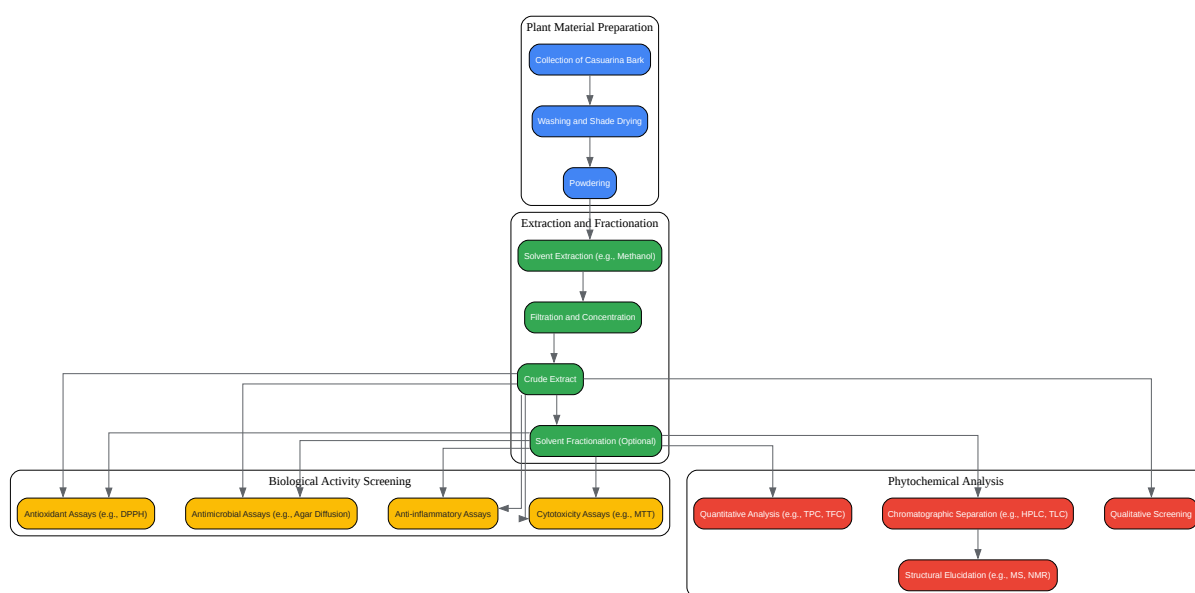 Plant Material Preparation
Collection of Casuarina Bark
Washing and Shade Drying
Powdering
Extraction and Fractionation
Solvent Extraction (e.g., Methanol)
Filtration and Concentration
Crude Extract
Solvent Fractionation (Optional)
Biological Activity Screening
Antioxidant Assays (e.g., DPPH)
Antimicrobial Assays (e.g., Agar Diffusion)
Anti-inflammatory Assays
Cytotoxicity Assays (e.g., MTT)
Phytochemical Analysis
Quantitative Analysis (e.g., TPC, TFC)
Chromatographic Separation (e.g., HPLC, TLC)
Qualitative Screening
Structural Elucidation (e.g., MS, NMR)